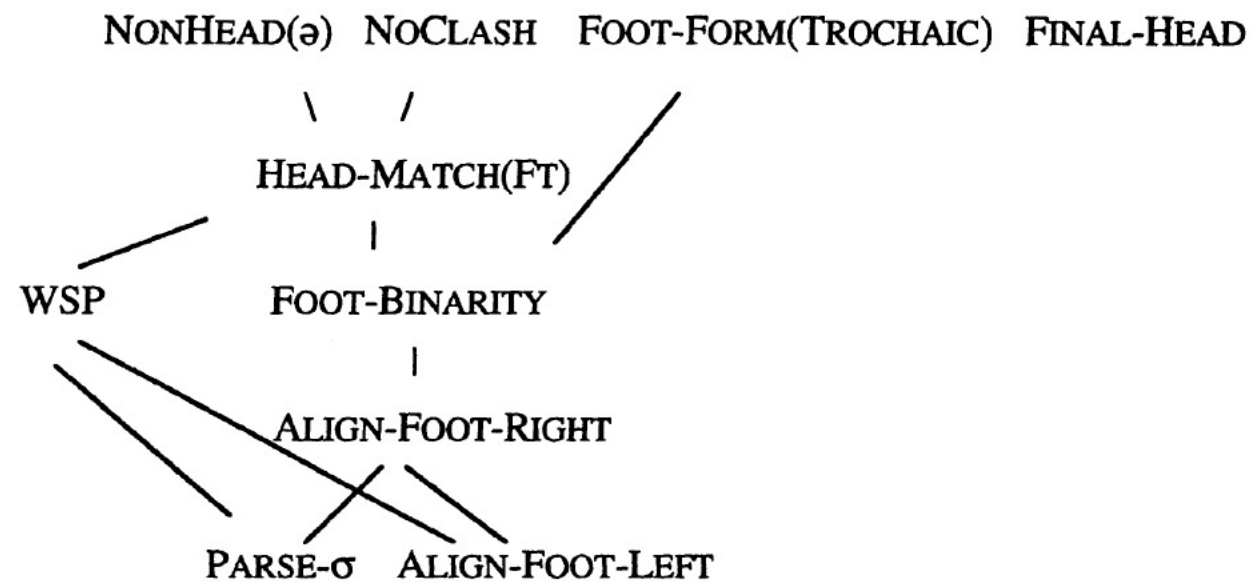 NONHEAD(ə) NOCLASH FOOT-FORM(TROCHAIC) FINAL-HEAD
HEAD-MATCH(FT)
WSP FOOT-BINARITY
ALIGN-FOOT-RIGHT
PARSE-σ ALIGN-FOOT-LEFT